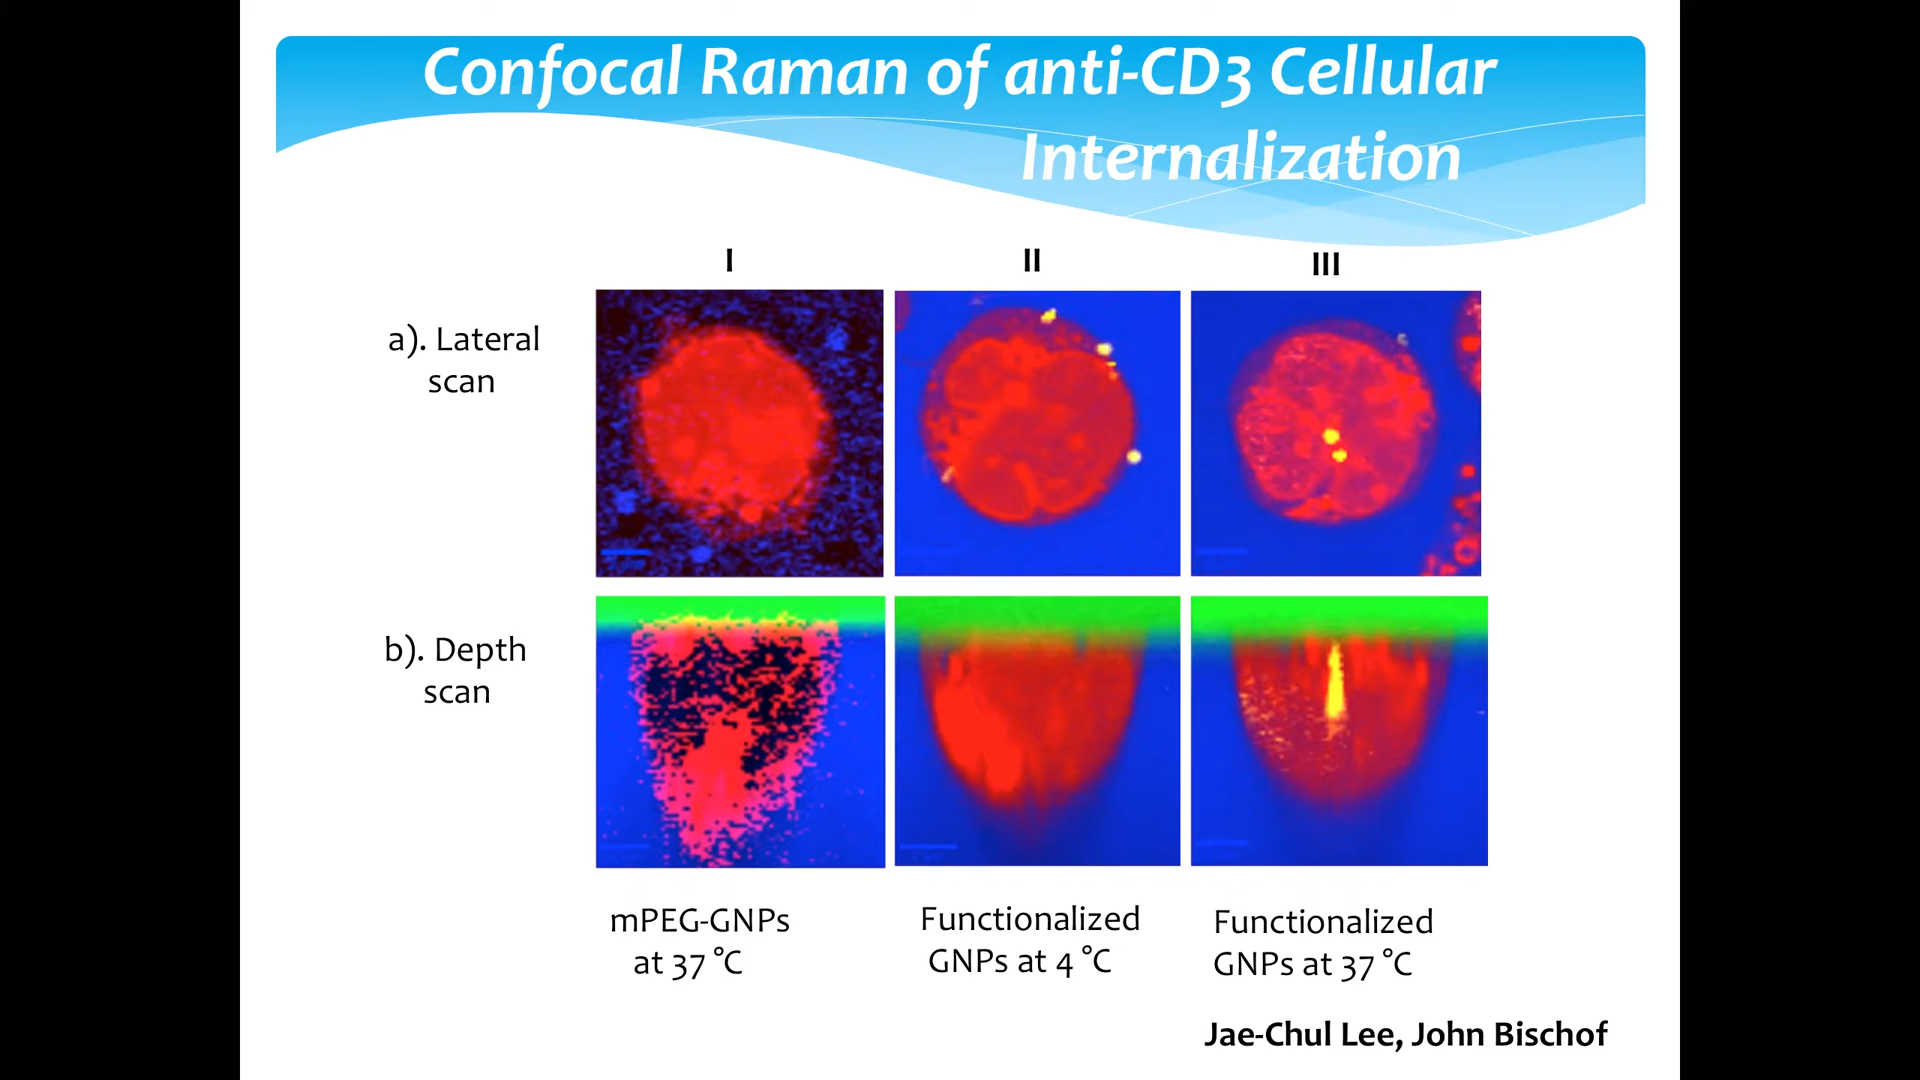 Confocal Raman of anti-CD3 Cellular
Internalization
I
II
III
a). Lateral
scan
b). Depth
scan
mPEG-GNPs
at 37 °C
Functionalized
GNPs at 4 °C
Functionalized
GNPs at 37 °C
Jae-Chul Lee, John Bischof